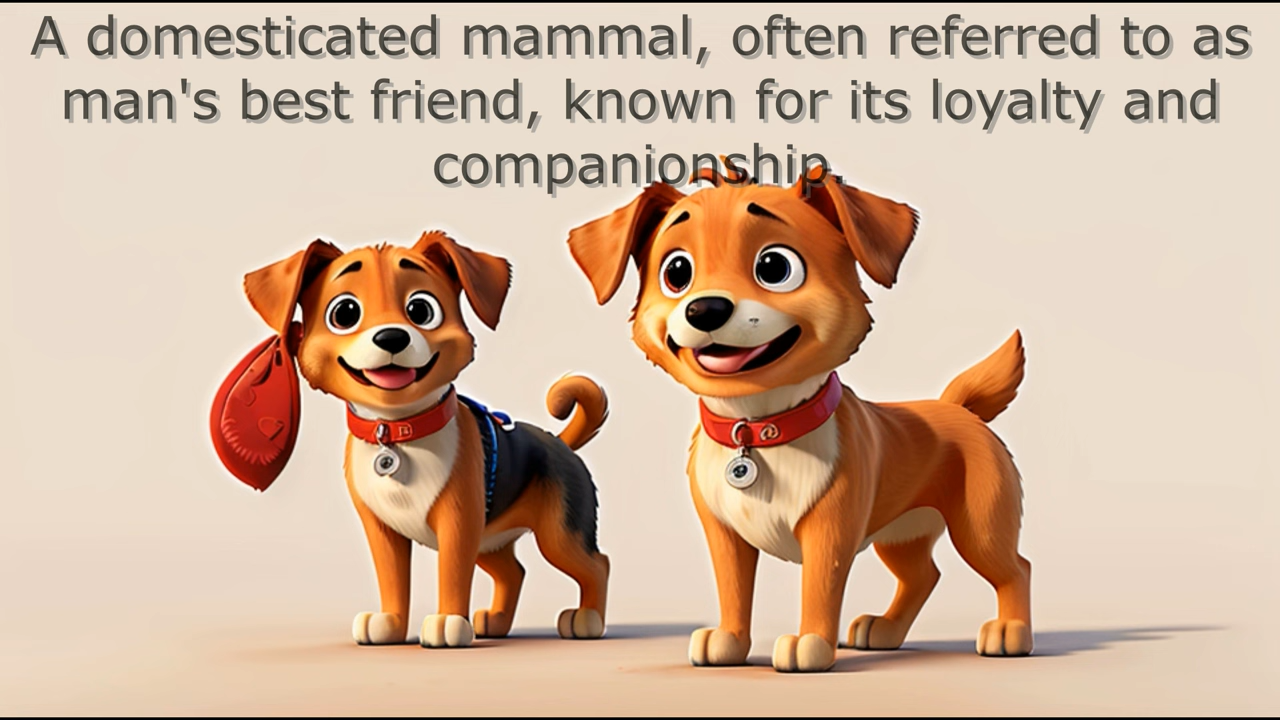 A domesticated mammal, often referred to as
man's best friend, known for its loyalty and
companionship.